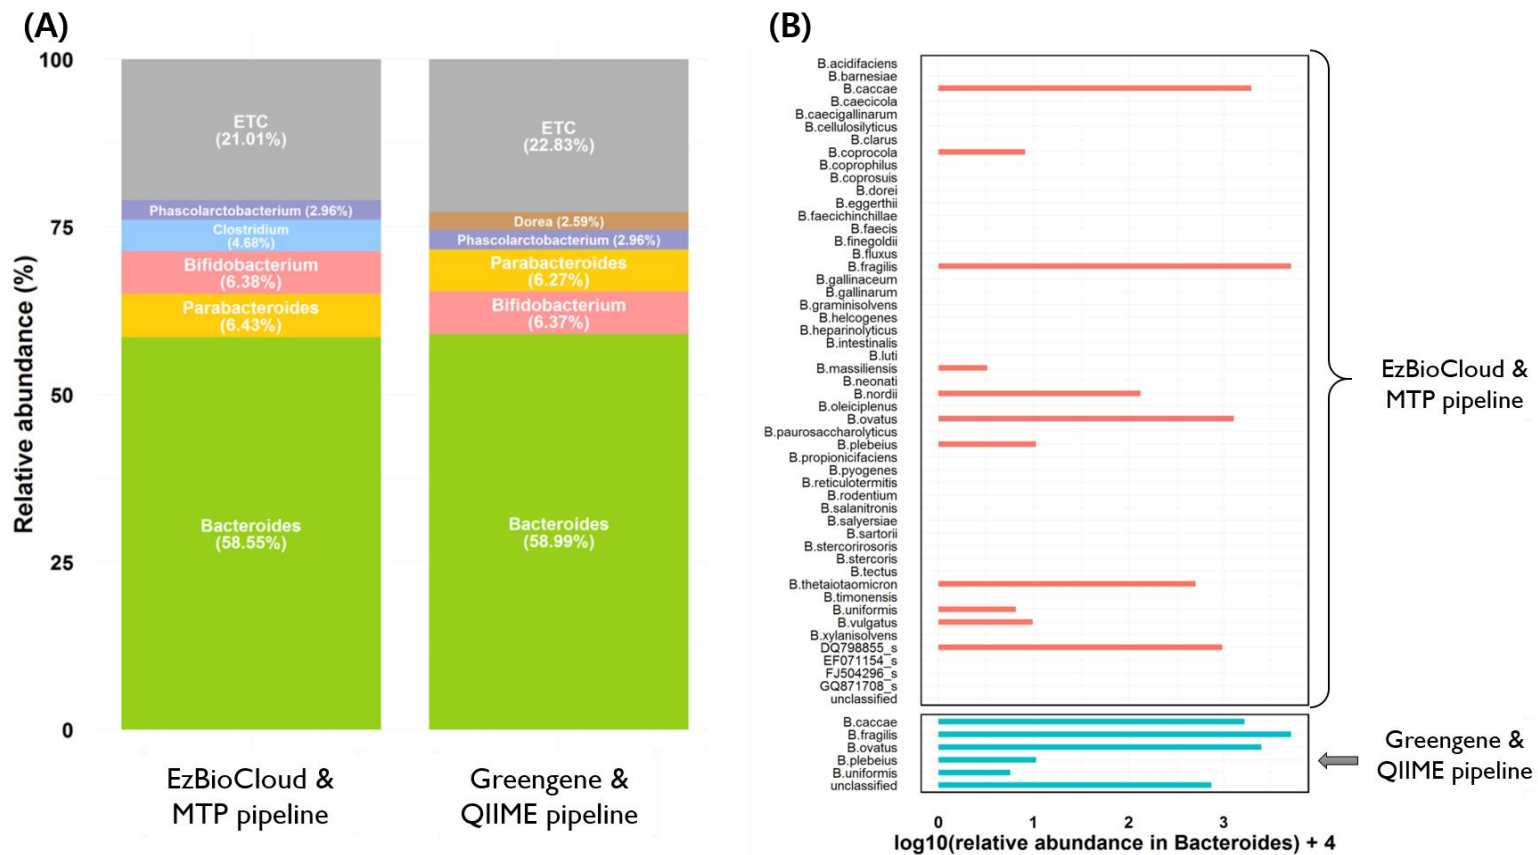 (A)
100
75
50
25
0
Relative abundance (%)
ETC
(21.01%)
Phascolarctobacterium (2.96%)
Clostridium
(4.68%)
Bifidobacterium
(6.38%)
Parabacteroides
(6.43%)
Bacteroides
(58.55%)
ETC
(22.83%)
Dorea (2.59%)
Phascolarctobacterium (2.96%)
Parabacteroides
(6.27%)
Bifidobacterium
(6.37%)
Bacteroides
(58.99%)
EzBioCloud &
MTP pipeline
Greengene &
QIIME pipeline
(B)
B.acidifaciens
B.barnesiae
B.caccae
B.caecicola
B.caecigallinarum
B.cellulosilyticus
B.clarus
B.coprocola
B.coprophilus
B.coprosuis
B.dorei
B.eggerthii
B.faecichinchillae
B.faecis
B.finegoldii
B.fluxus
B.fragilis
B.gallinaceum
B.gallinarum
B.graminisolvens
B.helcogenes
B.heparinolyticus
B.intestinalis
B.luti
B.massiliensis
B.neonati
B.nordii
B.oleiciplenus
B.ovatus
B.paurosaccharolyticus
B.plebeius
B.propionicifaciens
B.pyogenes
B.reticulotermitis
B.rodentium
B.salanitronis
B.salyersiae
B.sartorii
B.stercorirosoris
B.stercoris
B.tectus
B.thetaiotaomicron
B.timonensis
B.uniformis
B.vulgatus
B.xylanisolvens
DQ798855_s
EF071154_s
FJ504296_s
GQ871708_s
unclassified
EzBioCloud &
MTP pipeline
B.caccae
B.fragilis
B.ovatus
B.plebeius
B.uniformis
unclassified
Greengene &
QIIME pipeline
0 1 2 3
log10(relative abundance in Bacteroides) + 4